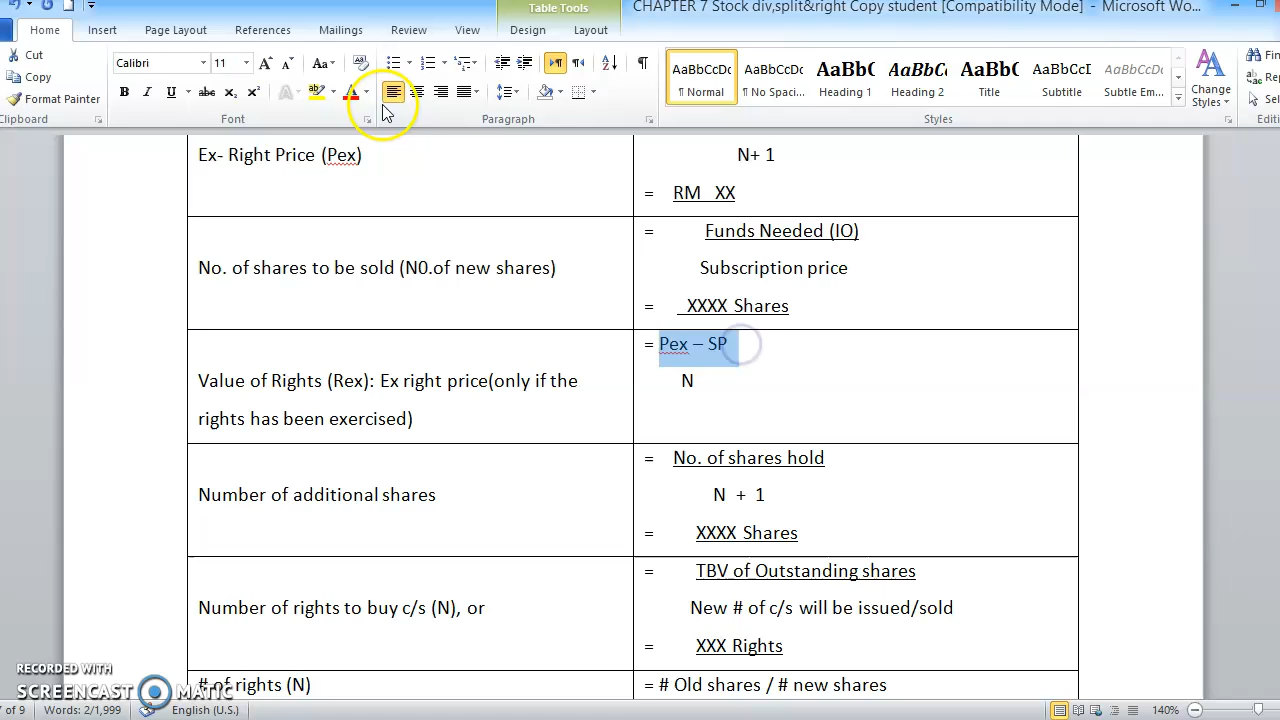 Table Tools
CHAPTER 7 Stock div,split&right Copy student [Compatibility Mode] - Microsoft Wo...
Home Insert Page Layout References Mailings Review View Design Layout
Cut
Copy
Format Painter
Clipboard
Calibri 11
Font
Paragraph
AaBbCcDc AaBbCcDc AaBbC AaBbCc AaBbC AaBbCcD AaBbCcDc
¶ Normal ¶ No Spaci... Heading 1 Heading 2 Title Subtitle Subtle Em...
Styles
Change
Styles
Fin
Re
Sel
Editi
Ex- Right Price (Pex)
N+ 1
= RM XX
No. of shares to be sold (N0.of new shares)
= Funds Needed (IO)
Subscription price
= XXXX Shares
Value of Rights (Rex): Ex right price(only if the
rights has been exercised)
= Pex – SP
N
Number of additional shares
= No. of shares hold
N + 1
= XXXX Shares
Number of rights to buy c/s (N), or
= TBV of Outstanding shares
New # of c/s will be issued/sold
= XXX Rights
# of rights (N)
= # Old shares / # new shares
RECORDED WITH
SCREENCAST MATIC
7 of 9 Words: 2/1,999 English (U.S.) 140%